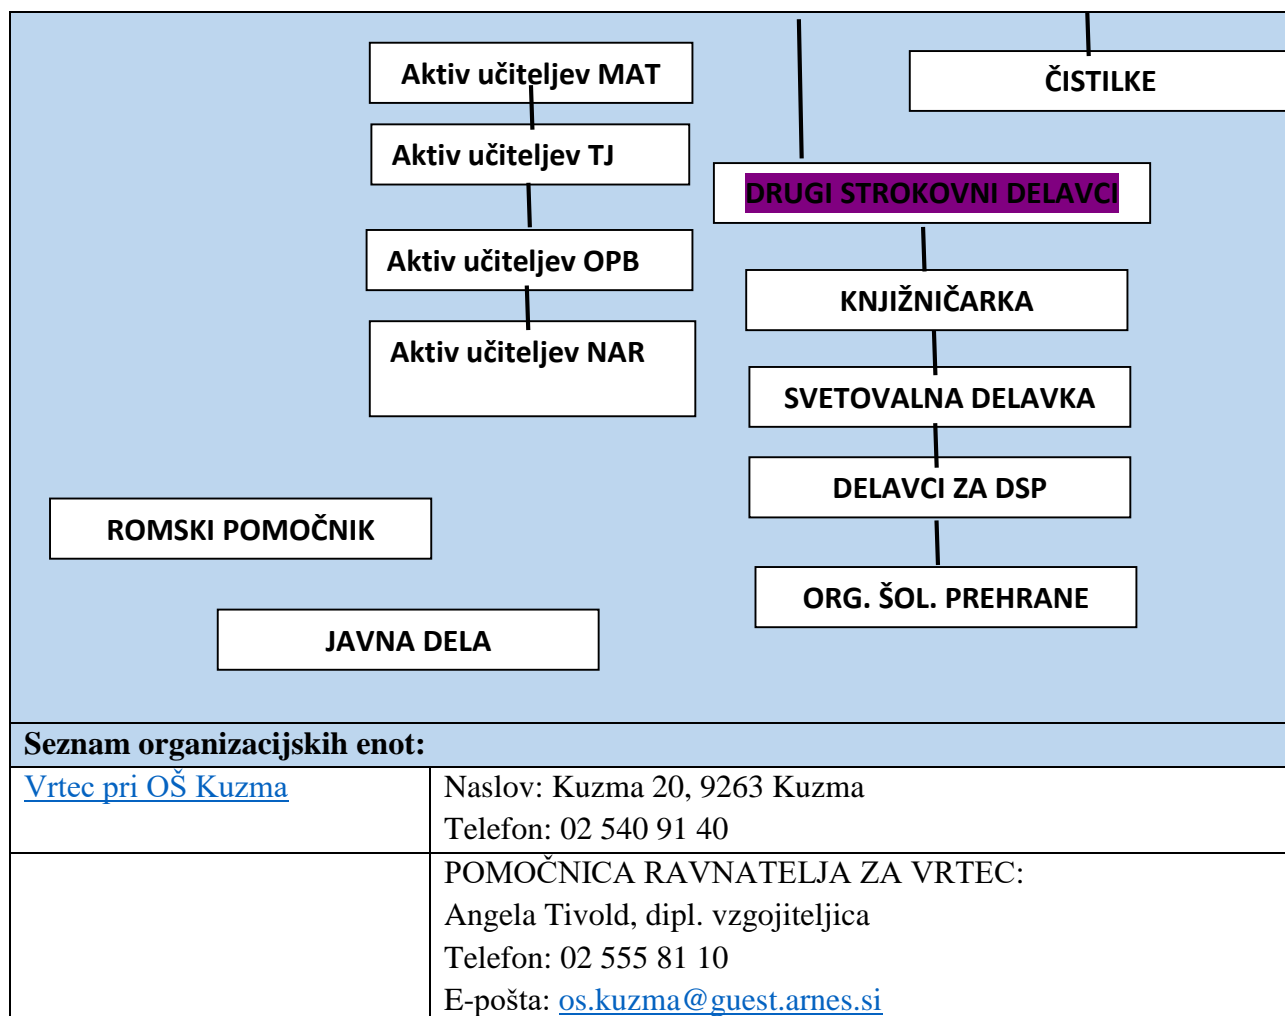 Aktiv učiteljev MAT
Aktiv učiteljev TJ
Aktiv učiteljev OPB
Aktiv učiteljev NAR
ČISTILKE
DRUGI STROKOVNI DELAVCI
KNJIŽNIČARKA
SVETOVALNA DELAVKA
DELAVCI ZA DSP
ORG. ŠOL. PREHRANE
ROMSKI POMOČNIK
JAVNA DELA
Seznam organizacijskih enot:
Vrtec pri OŠ Kuzma
Naslov: Kuzma 20, 9263 Kuzma
Telefon: 02 540 91 40
POMOČNICA RAVNATELJA ZA VRTEC:
Angela Tivold, dipl. vzgojiteljica
Telefon: 02 555 81 10
E-pošta: os.kuzma@guest.arnes.si